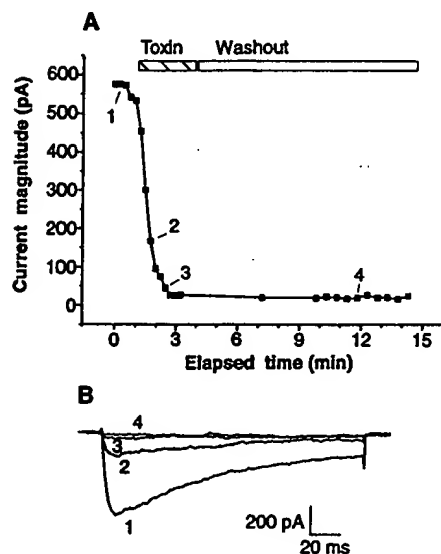 A
Toxin Washout
600
500
400
300
200
100
0
Current magnitude (pA)
1
2
3
4
0 3 6 9 12 15
Elapsed time (min)
B
4
3
2
1
200 pA
20 ms